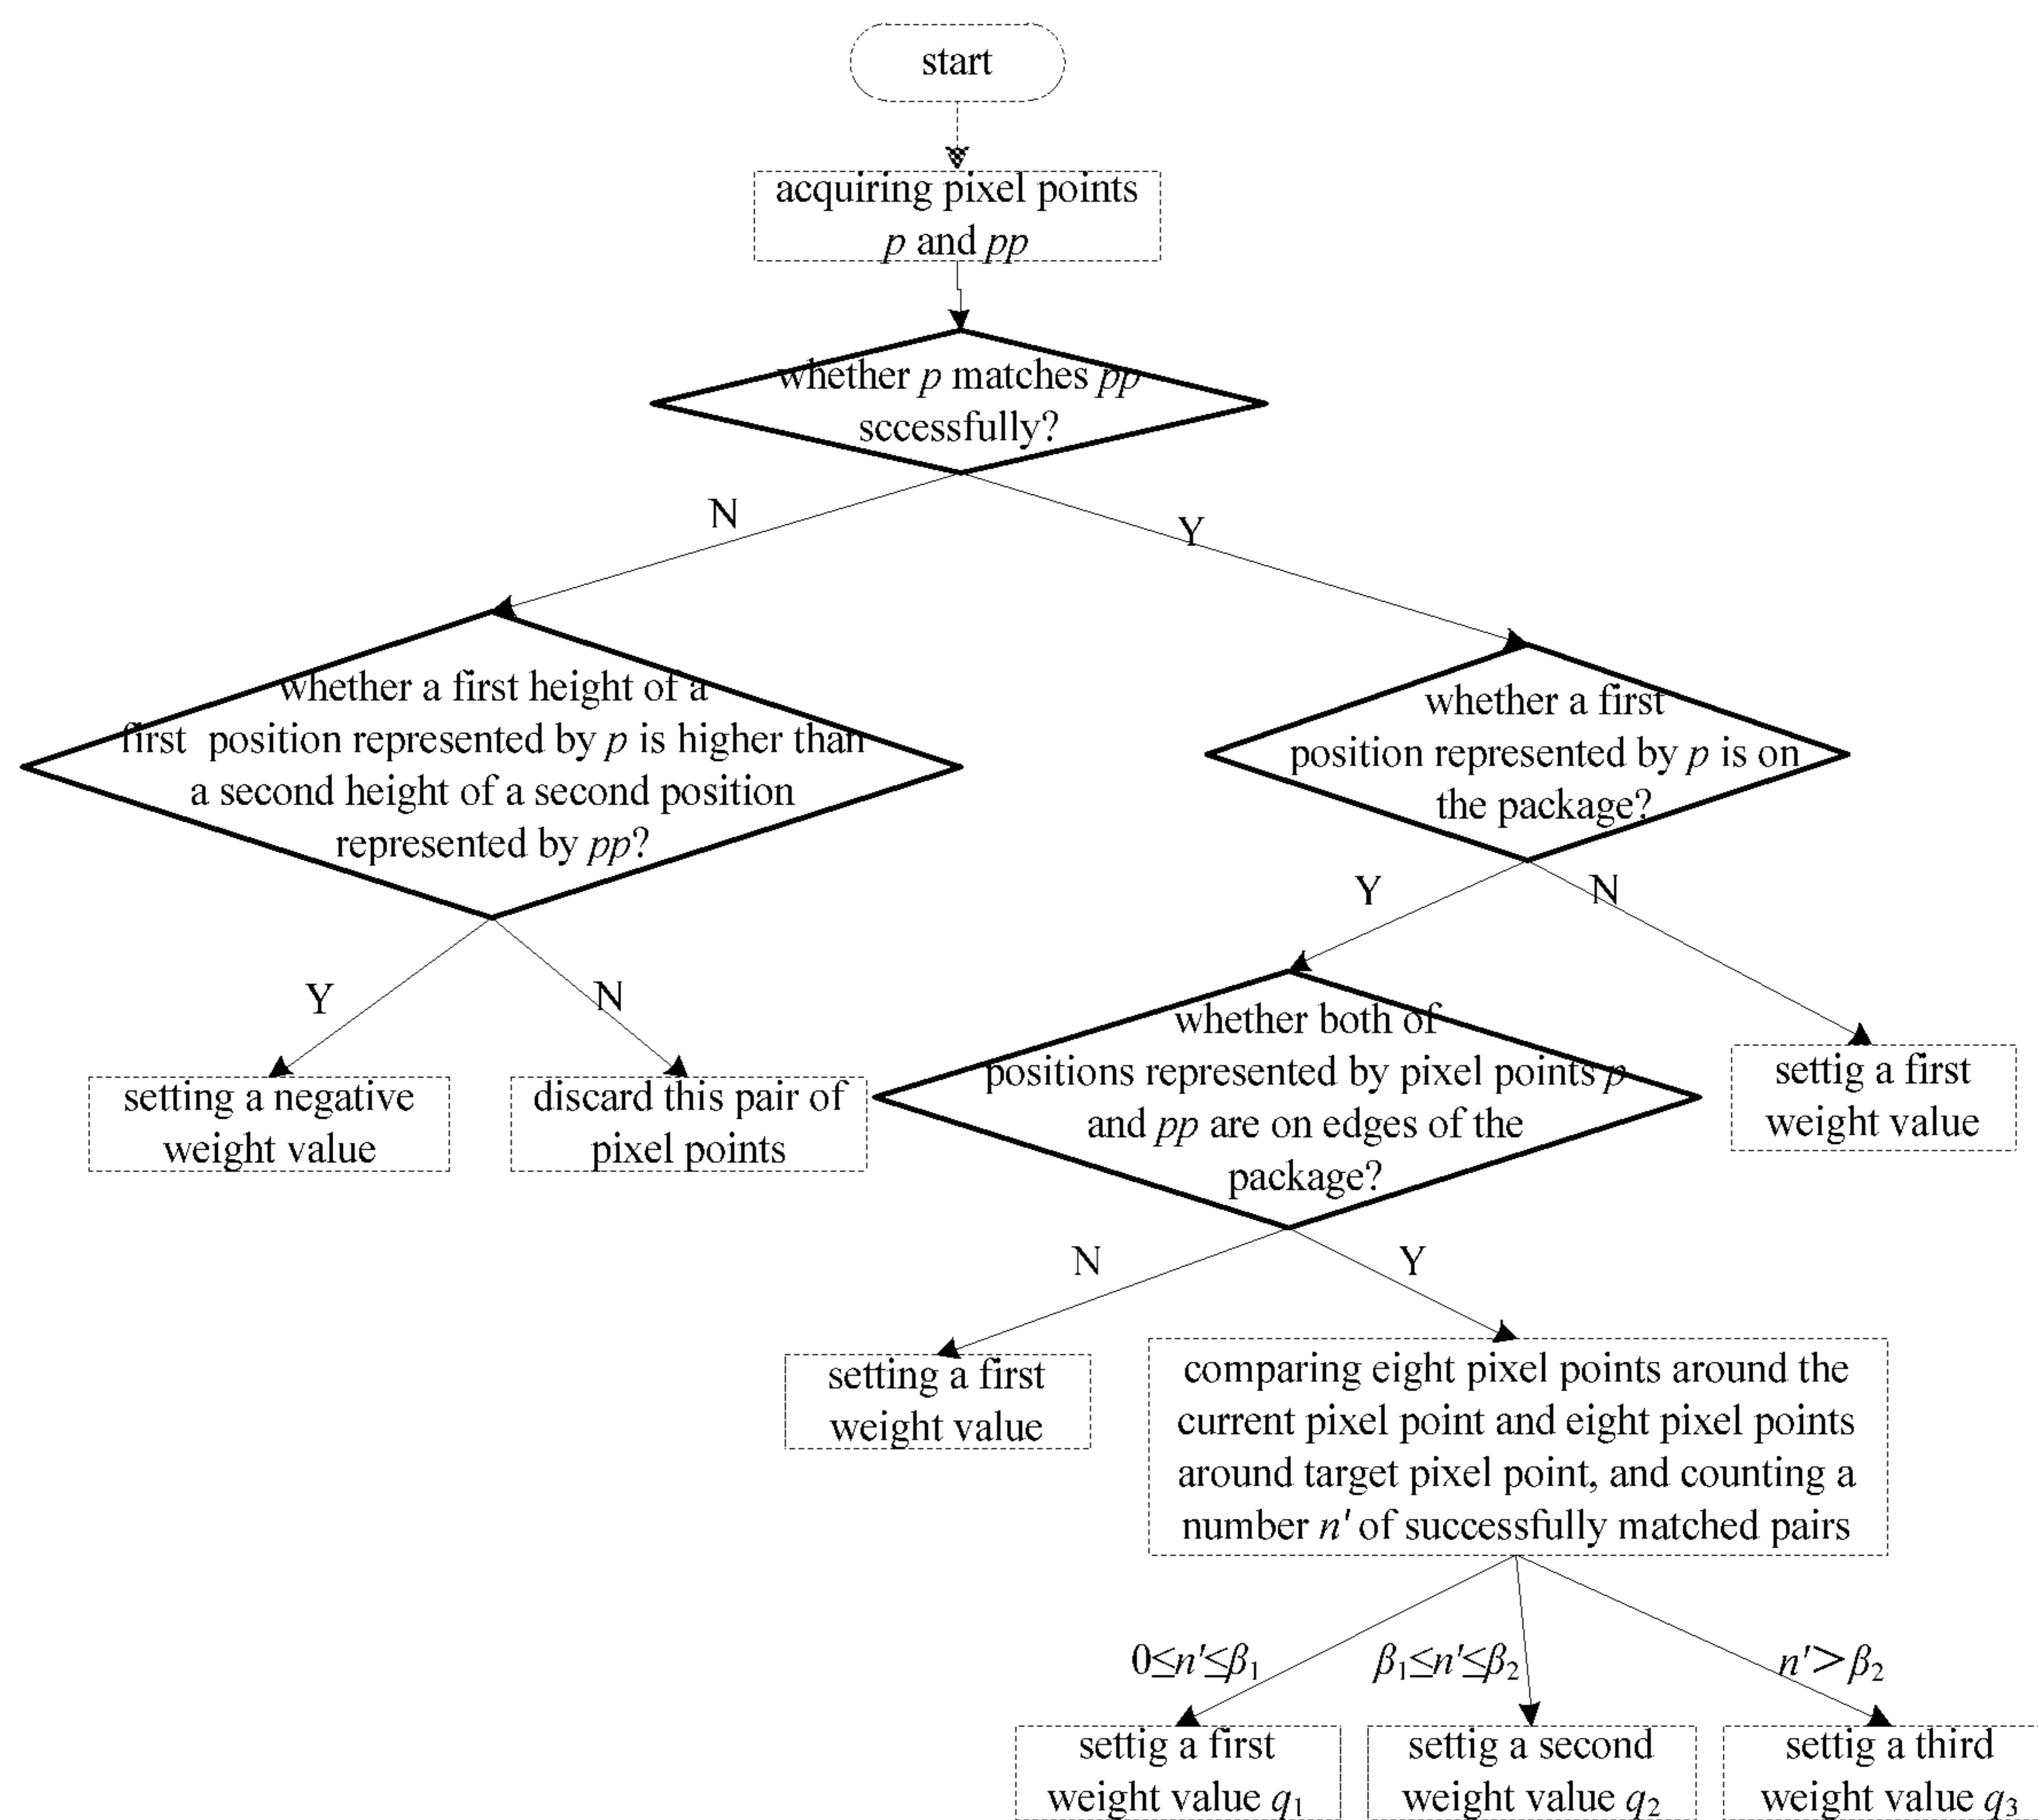 start
acquiring pixel points
p and pp
whether p matches pp
sccessfully?
N
Y
whether a first height of a
first position represented by p is higher than
a second height of a second position
represented by pp?
whether a first
position represented by p is on
the package?
Y
N
Y
N
setting a negative
weight value
discard this pair of
pixel points
whether both of
positions represented by pixel points p
and pp are on edges of the
package?
settig a first
weight value
N
Y
setting a first
weight value
comparing eight pixel points around the
current pixel point and eight pixel points
around target pixel point, and counting a
number n' of successfully matched pairs
0≤n'≤β₁
β₁≤n'≤β₂
n'>β₂
settig a first
weight value q₁
settig a second
weight value q₂
settig a third
weight value q₃